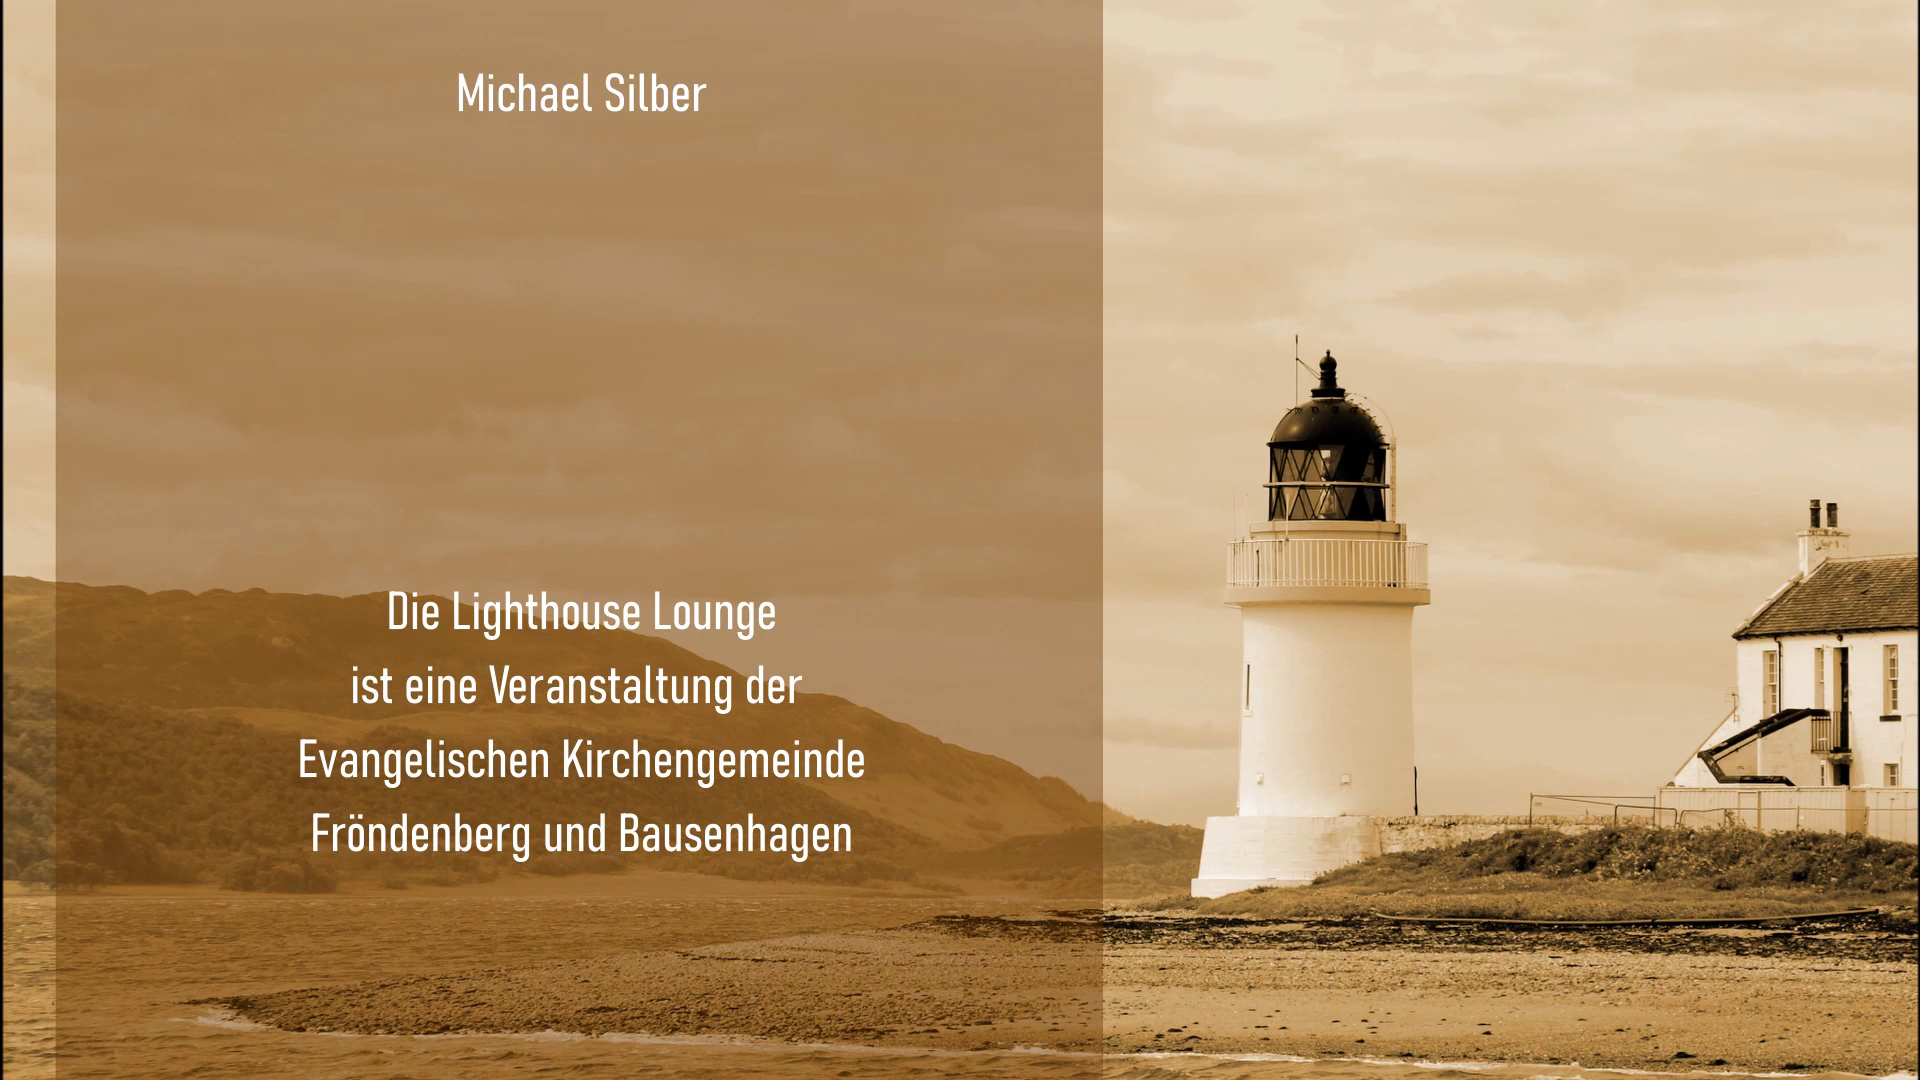 Michael Silber
Die Lighthouse Lounge
ist eine Veranstaltung der
Evangelischen Kirchengemeinde
Fröndenberg und Bausenhagen